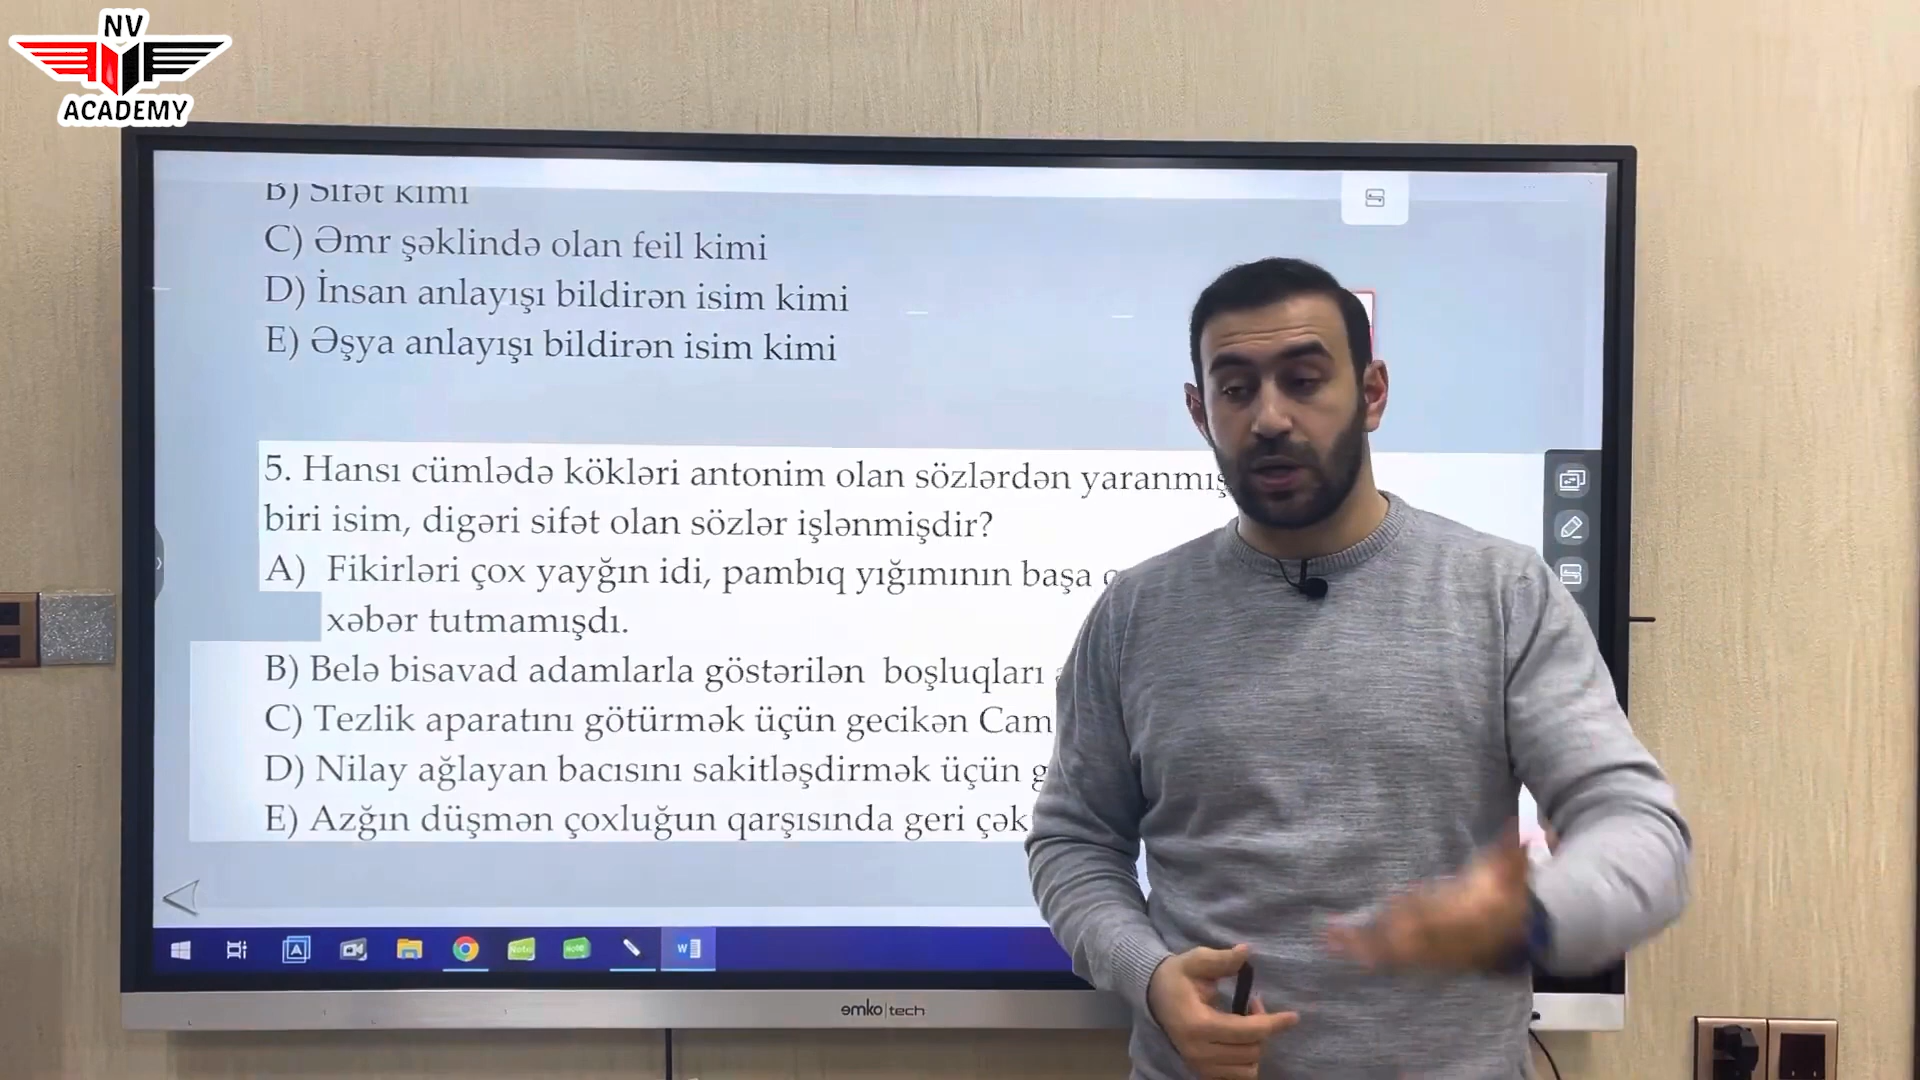 NV
ACADEMY
B) Sifət kimi
C) Əmr şəklində olan feil kimi
D) İnsan anlayışı bildirən isim kimi
E) Əşya anlayışı bildirən isim kimi
5. Hansı cümlədə kökləri antonim olan sözlərdən yaranmış
biri isim, digəri sifət olan sözlər işlənmişdir?
A) Fikirləri çox yayğın idi, pambıq yığımının başa
xəbər tutmamışdı.
B) Belə bisavad adamlarla göstərilən boşluqları
C) Tezlik aparatını götürmək üçün gecikən Cam
D) Nilay ağlayan bacısını sakitləşdirmək üçün
E) Azğın düşmən çoxluğun qarşısında geri çək
emko|tech